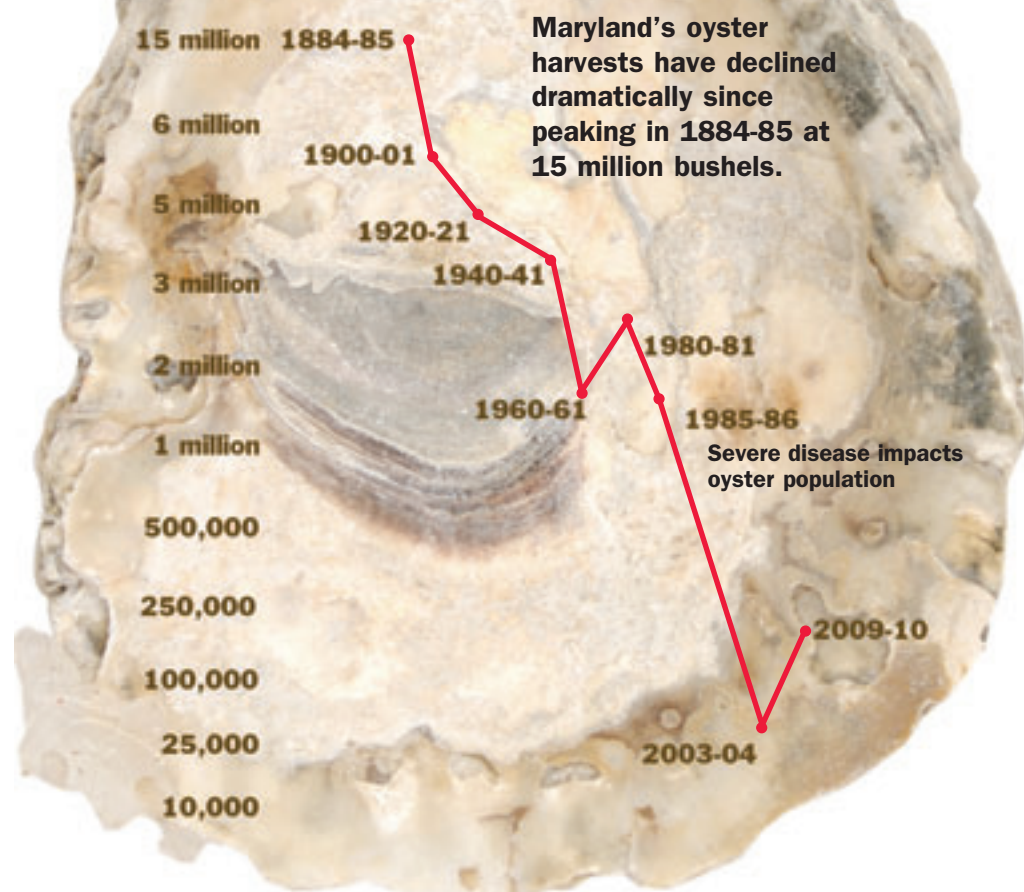 Maryland’s oyster
harvests have declined
dramatically since
peaking in 1884-85 at
15 million bushels.
15 million 1884-85
6 million
1900-01
5 million
1920-21
1940-41
3 million
1980-81
2 million
1960-61
1985-86
Severe disease impacts
oyster population
1 million
500,000
250,000
2009-10
100,000
25,000
2003-04
10,000